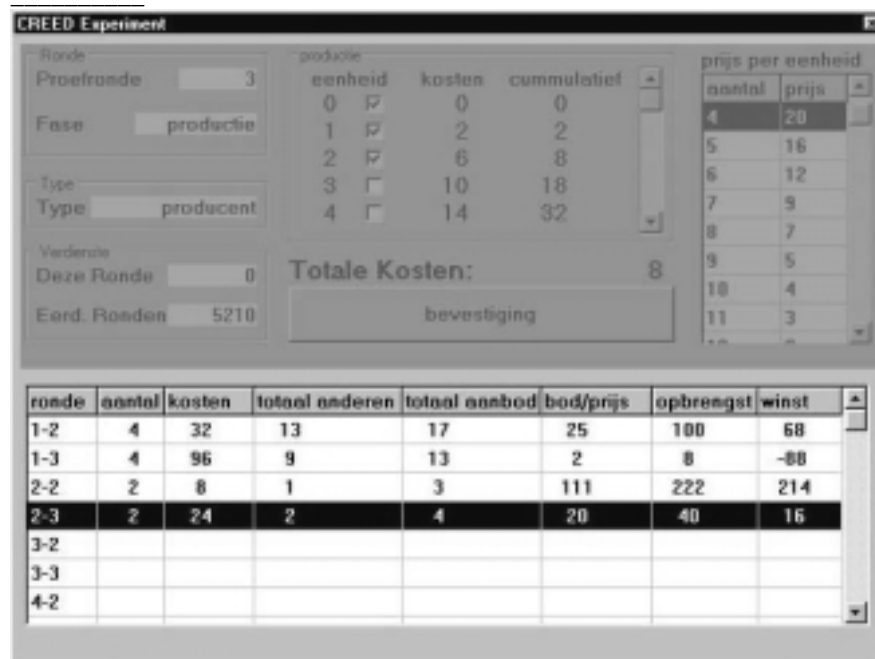 CREED Experiment
Ronde
Proefronde 3
Fase productie
Type
Type producent
Verdienste
Deze Ronde 0
Eerd. Ronden 5210
productie
eenheid kosten cummulatief
0 0 0
1 2 2
2 6 8
3 10 18
4 14 32
Totale Kosten: 8
bevestiging
prijs per eenheid
aantal prijs
4 20
5 16
6 12
7 9
8 7
9 5
10 4
11 3
ronde aantal kosten totaal anderen totaal aanbod bod/prijs opbrengst winst
1-2 4 32 13 17 25 100 68
1-3 4 96 9 13 2 8 -88
2-2 2 8 1 3 111 222 214
2-3 2 24 2 4 20 40 16
3-2
3-3
4-2